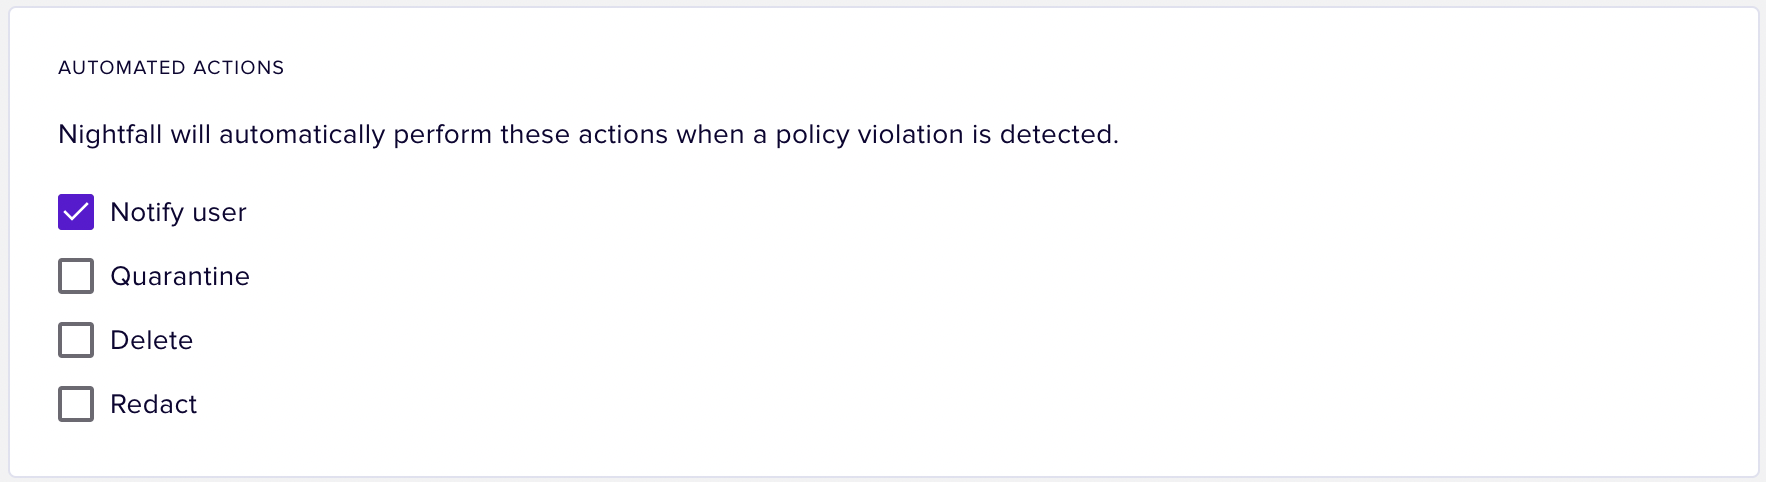 AUTOMATED ACTIONS
Nightfall will automatically perform these actions when a policy violation is detected.
Notify user
Quarantine
Delete
Redact